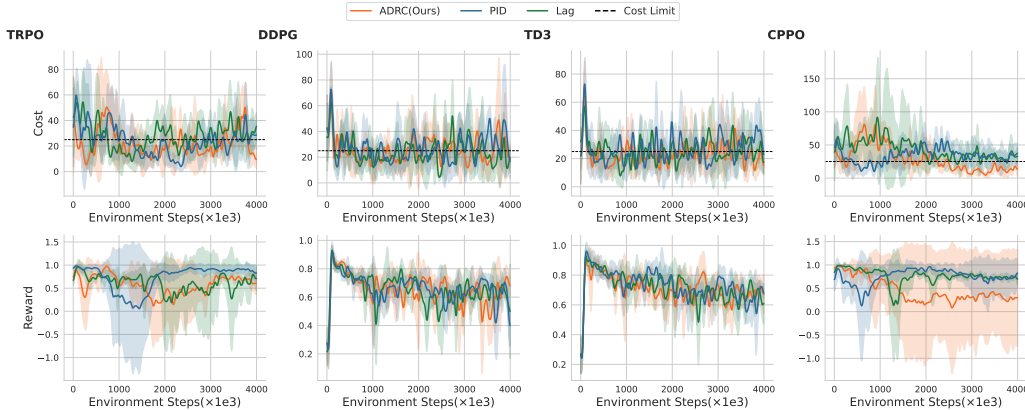 ADRC(Ours) PID Lag Cost Limit
TRPO DDPG TD3 CPPO
Cost
80
60
40
20
0
0 1000 2000 3000 4000
Environment Steps(×1e3)
100
80
60
40
20
0
0 1000 2000 3000 4000
Environment Steps(×1e3)
80
60
40
20
0
0 1000 2000 3000 4000
Environment Steps(×1e3)
150
100
50
0
0 1000 2000 3000 4000
Environment Steps(×1e3)
Reward
1.5
1.0
0.5
0.0
−0.5
−1.0
0 1000 2000 3000 4000
Environment Steps(×1e3)
1.0
0.8
0.6
0.4
0.2
0 1000 2000 3000 4000
Environment Steps(×1e3)
1.0
0.8
0.6
0.4
0.2
0 1000 2000 3000 4000
Environment Steps(×1e3)
1.5
1.0
0.5
0.0
−0.5
−1.0
0 1000 2000 3000 4000
Environment Steps(×1e3)